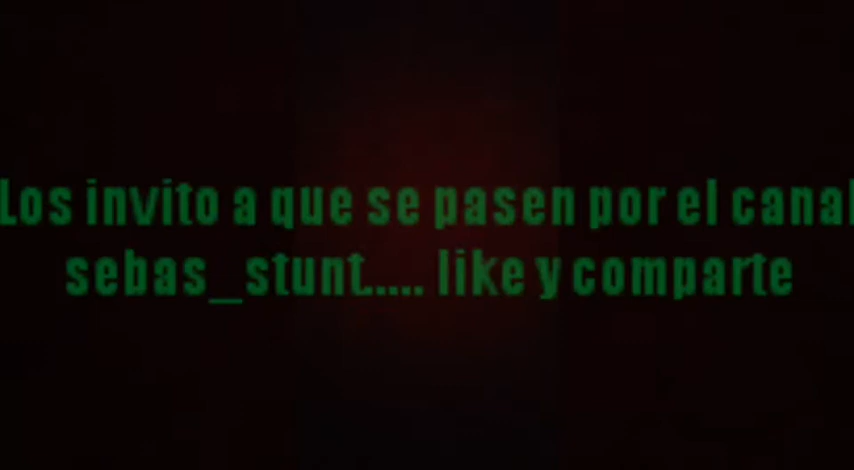 Los invito a que se pasen por el canal
sebas_stunt..... like y comparte